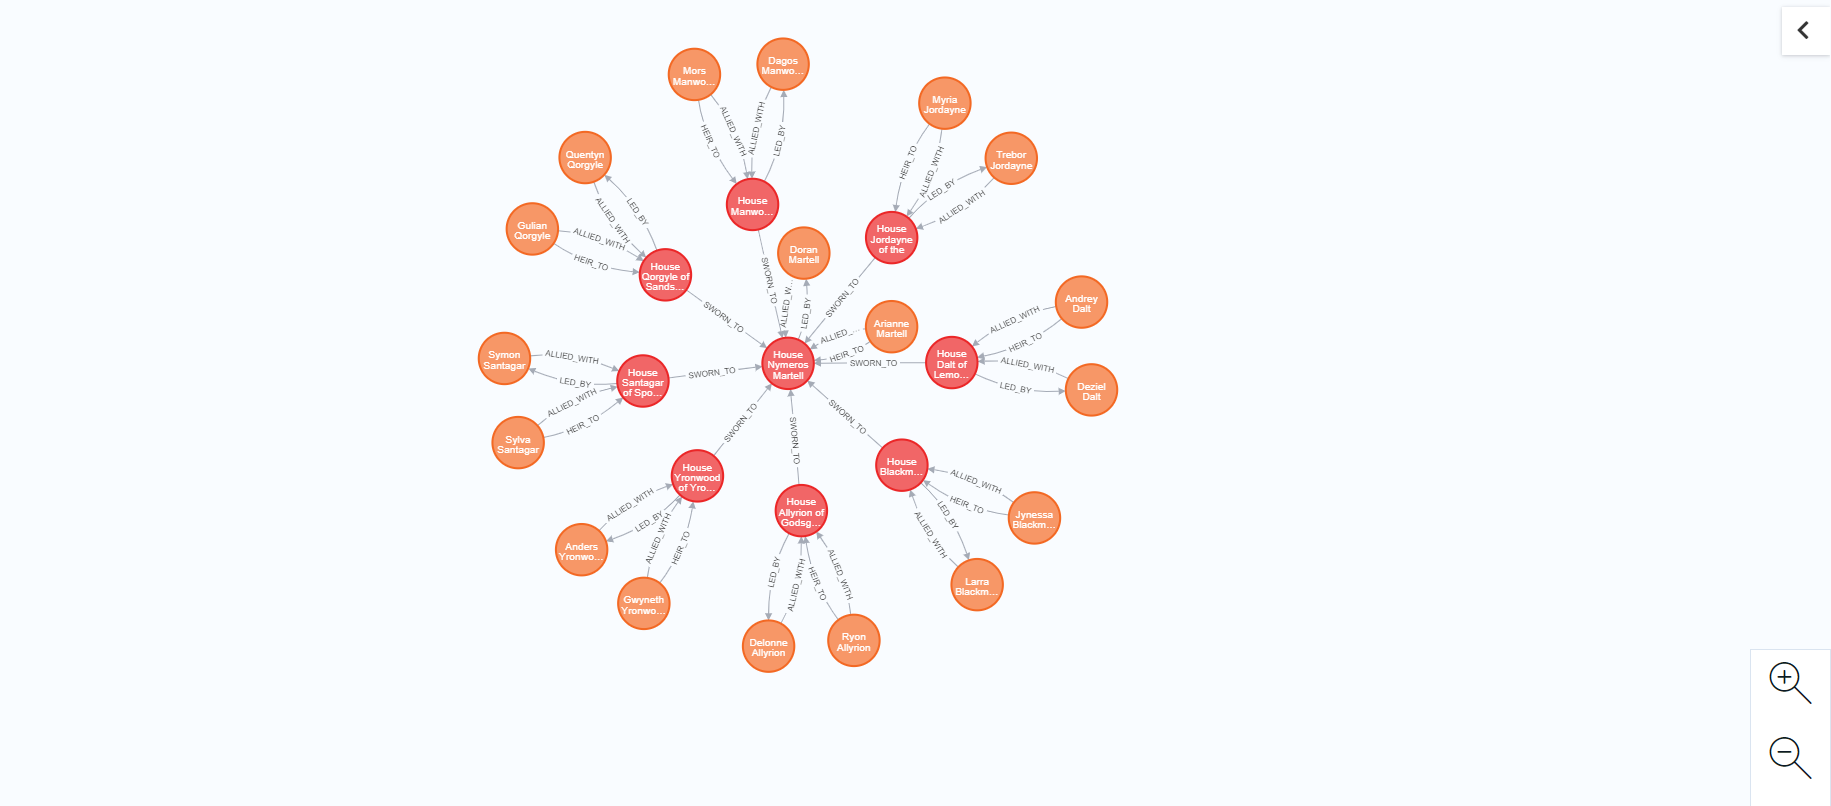 Mors
Manwo...
Dagos
Manwo...
Myria
Jordayne
Trebor
Jordayne
Quentyn
Qorgyle
Gulian
Qorgyle
HEIR_TO
ALLIED_WITH
ALLIED_WITH
LED_BY
HEIR_TO
ALLIED_WITH
LED_BY
ALLIED_WITH
LED_BY
ALLIED_WITH
ALLIED_WITH
HEIR_TO
House
Manwo...
House
Jordayne
of the
House
Qorgyle of
Sands...
Doran
Martell
SWORN_TO
ALLIED_W...
LED_BY
SWORN_TO
SWORN_TO
Arianne
Martell
ALLIED_...
HEIR_TO
Andrey
Dalt
ALLIED_WITH
HEIR_TO
ALLIED_WITH
LED_BY
Deziel
Dalt
House
Dalt of
Lemo...
SWORN_TO
House
Nymeros
Martell
Symon
Santagar
ALLIED_WITH
LED_BY
ALLIED_WITH
HEIR_TO
Sylva
Santagar
House
Santagar
of Spo...
SWORN_TO
SWORN_TO
SWORN_TO
SWORN_TO
House
Yronwood
of Yro...
House
Allyrion of
Godsg...
House
Blackm...
ALLIED_WITH
LED_BY
ALLIED_WITH
HEIR_TO
Anders
Yronwo...
Gwyneth
Yronwo...
LED_BY
ALLIED_WITH
HEIR_TO
ALLIED_WITH
Delonne
Allyrion
Ryon
Allyrion
ALLIED_WITH
HEIR_TO
LED_BY
ALLIED_WITH
Jynessa
Blackm...
Larra
Blackm...